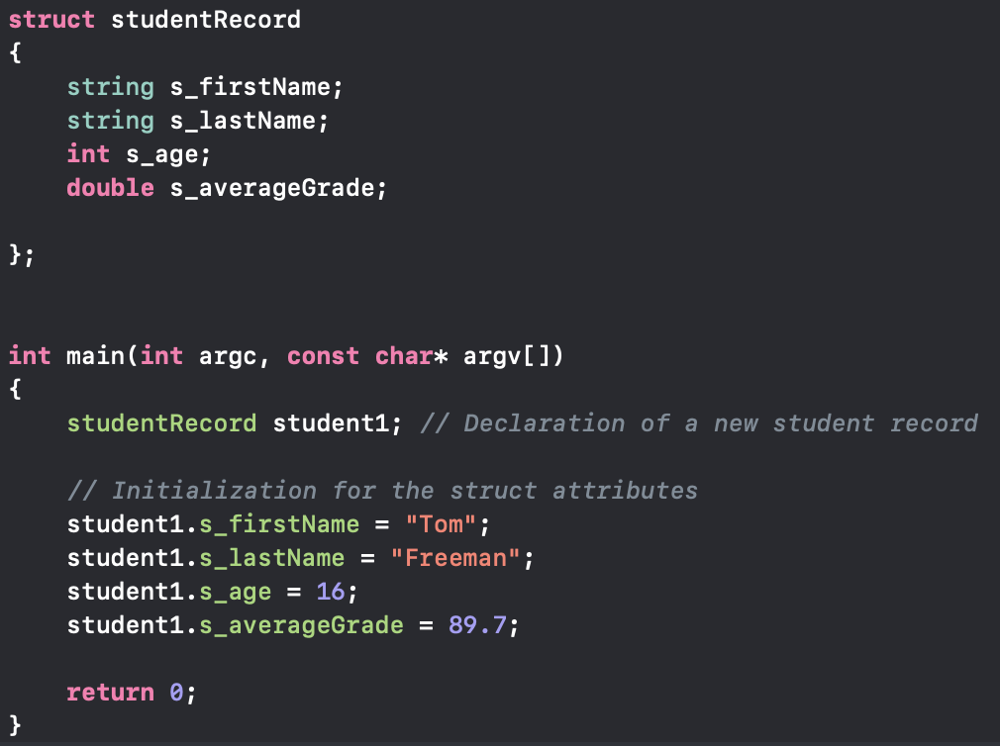 struct studentRecord
{
    string s_firstName;
    string s_lastName;
    int s_age;
    double s_averageGrade;

};


int main(int argc, const char* argv[])
{
    studentRecord student1; // Declaration of a new student record

    // Initialization for the struct attributes
    student1.s_firstName = "Tom";
    student1.s_lastName = "Freeman";
    student1.s_age = 16;
    student1.s_averageGrade = 89.7;

    return 0;
}